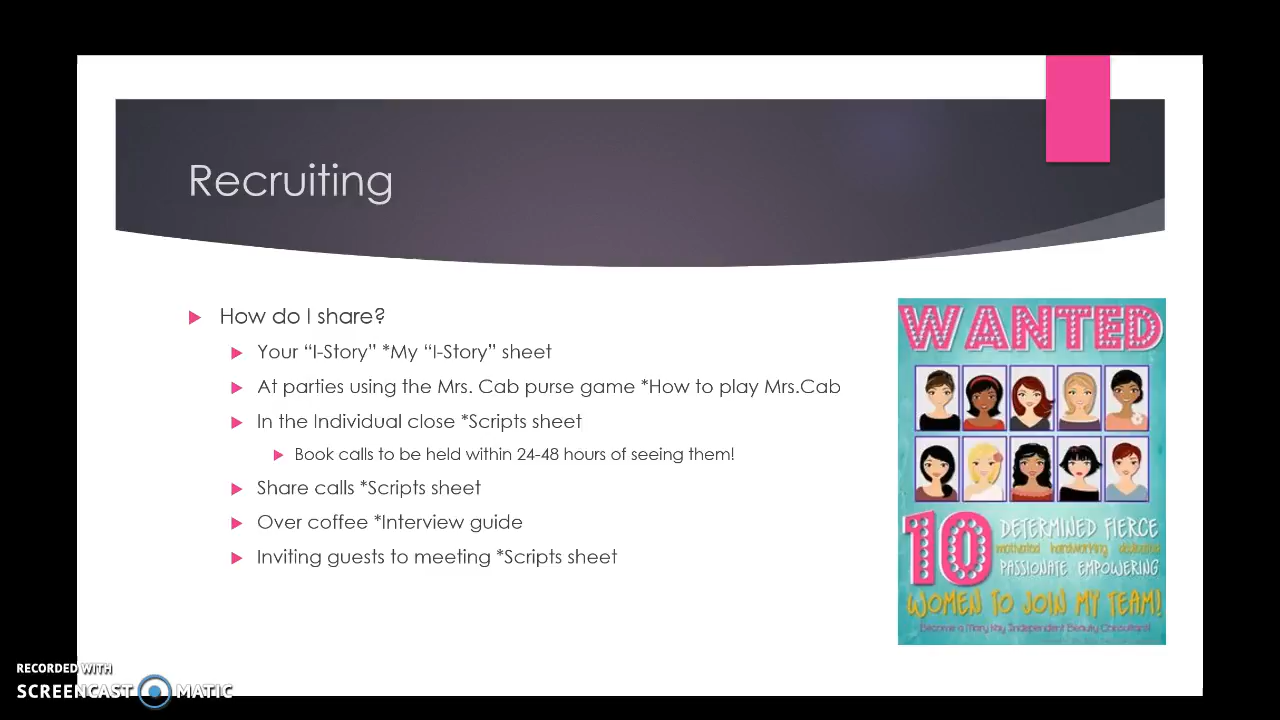 Recruiting
How do I share?
Your “I-Story” *My “I-Story” sheet
At parties using the Mrs. Cab purse game *How to play Mrs.Cab
In the Individual close *Scripts sheet
Book calls to be held within 24-48 hours of seeing them!
Share calls *Scripts sheet
Over coffee *Interview guide
Inviting guests to meeting *Scripts sheet
WANTED
10
DETERMINED FIERCE
motivated hardworking dedicated
PASSIONATE EMPOWERING
WOMEN TO JOIN MY TEAM!
Become a Mary Kay Independent Beauty Consultant!
RECORDED WITH
SCREENCAST MATIC